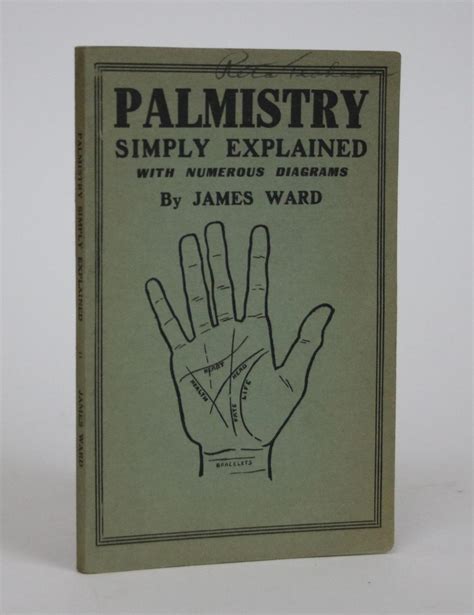 Rita
PALMISTRY
SIMPLY EXPLAINED
WITH NUMEROUS DIAGRAMS
By JAMES WARD
HEART
HEAD
HEALTH
FATE
LIFE
BRACELETS
PALMISTRY SIMPLY EXPLAINED
JAMES WARD